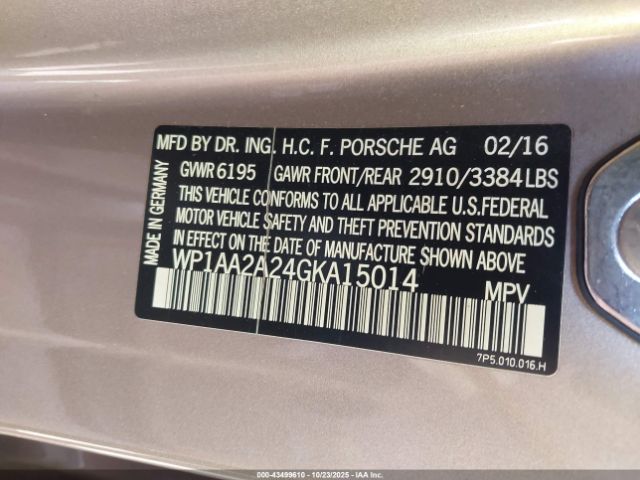 MFD BY DR. ING. H.C. F. PORSCHE AG 02/16
GVWR 6195 GAWR FRONT/REAR 2910/3384 LBS
THIS VEHICLE CONFORMS TO ALL APPLICABLE U.S.FEDERAL
MOTOR VEHICLE SAFETY AND THEFT PREVENTION STANDARDS
IN EFFECT ON THE DATE OF MANUFACTURE SHOWN ABOVE
WP1AA2A24GKA15014 MPV
MADE IN GERMANY
7P5.010.016.H
000-43499610 - 10/23/2025 - IAAI.COM